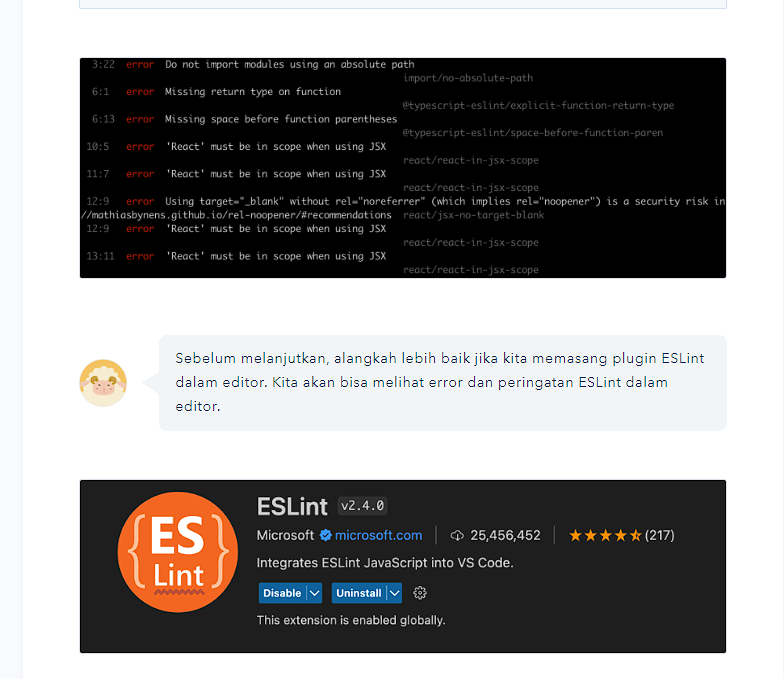 3:22 error Do not import modules using an absolute path
import/no-absolute-path
6:1 error Missing return type on function
@typescript-eslint/explicit-function-return-type
6:13 error Missing space before function parentheses
@typescript-eslint/space-before-function-paren
10:5 error 'React' must be in scope when using JSX
react/react-in-jsx-scope
11:7 error 'React' must be in scope when using JSX
react/react-in-jsx-scope
12:9 error Using target="_blank" without rel="noreferrer" (which implies rel="noopener") is a security risk in
//mathiasbynens.github.io/rel-noopener/#recommendations react/jsx-no-target-blank
12:9 error 'React' must be in scope when using JSX
react/react-in-jsx-scope
13:11 error 'React' must be in scope when using JSX
react/react-in-jsx-scope
Sebelum melanjutkan, alangkah lebih baik jika kita memasang plugin ESLint
dalam editor. Kita akan bisa melihat error dan peringatan ESLint dalam
editor.
{ES
Lint}
ESLint v2.4.0
Microsoft microsoft.com 25,456,452 (217)
Integrates ESLint JavaScript into VS Code.
Disable Uninstall
This extension is enabled globally.